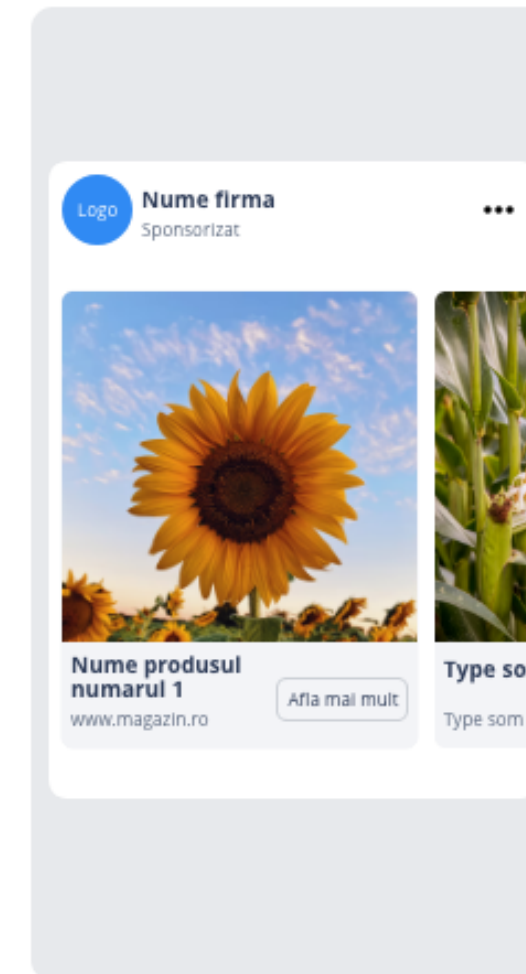 Logo
Nume firma
Sponsorizat
Nume produsul
numarul 1
www.magazin.ro
Afla mai mult
Type so
Type som